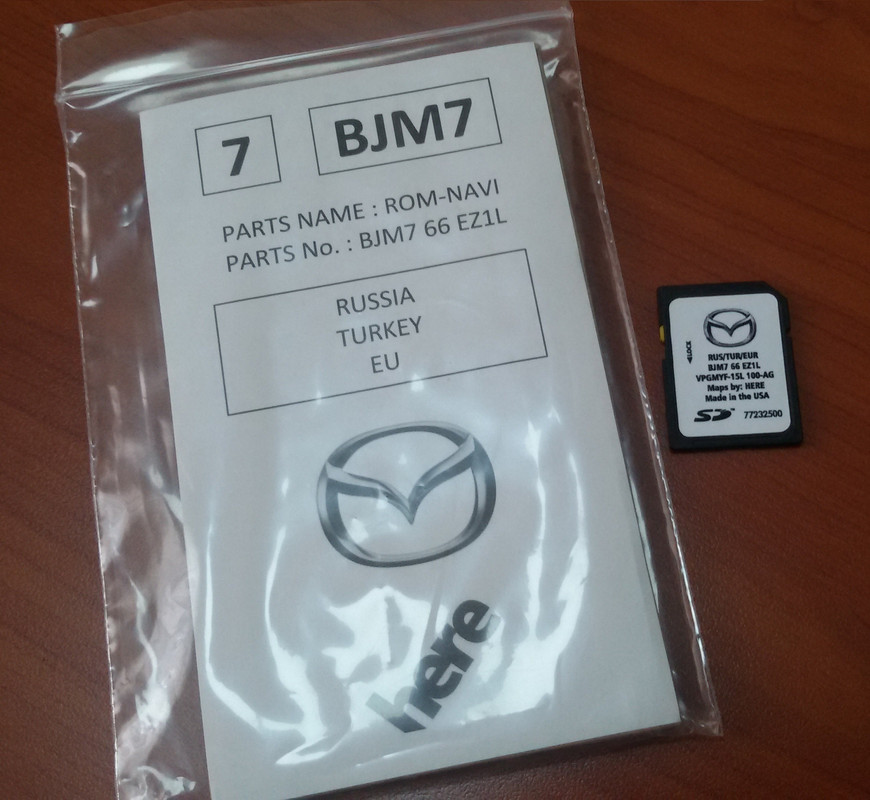 7
BJM7
PARTS NAME : ROM-NAVI
PARTS No. : BJM7 66 EZ1L
RUSSIA
TURKEY
EU
here
◄LOCK
RUS/TUR/EUR
BJM7 66 EZ1L
VPGMYF-15L 100-AG
Maps by: HERE
Made in the USA
SD™ 77232500